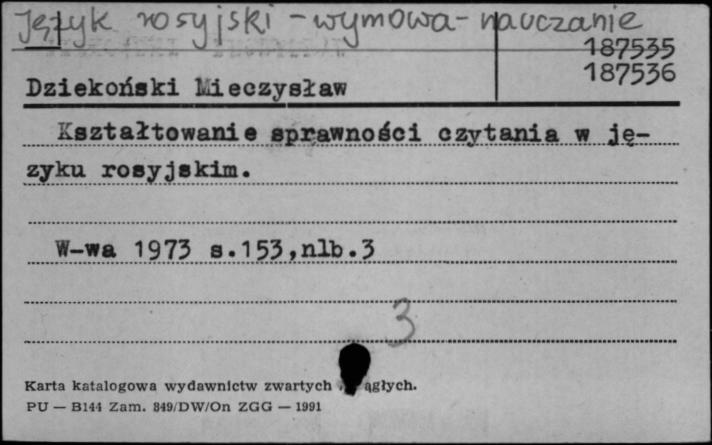 język rosyjski - wymowa - nauczanie
187535
187536
Dziekoński Mieczysław
Kształtowanie sprawności czytania w ję-
zyku rosyjskim.
W-wa 1973 s.153,nlb.3
3
Karta katalogowa wydawnictw zwartych ągłych.
PU — B144 Zam. 849/DW/On ZGG — 1991